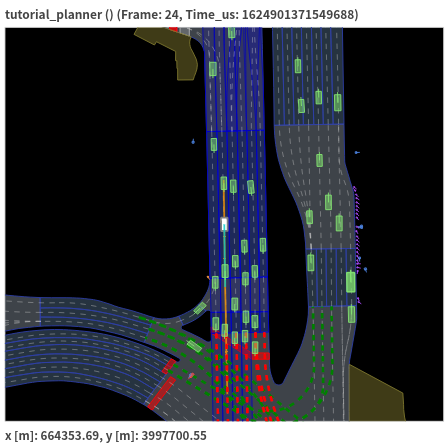 tutorial_planner () (Frame: 24, Time_us: 1624901371549688)
x [m]: 664353.69, y [m]: 3997700.55